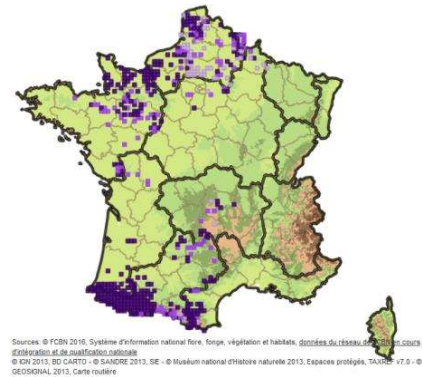 Sources: © FCBN 2016, Système d'information national flore, fonge, végétation et habitats, données du réseau des CBN en cours
d'intégration et de qualification nationale
© IGN 2013, BD CARTO - © SANDRE 2013, SIE - © Muséum national d'Histoire naturelle 2013, Espaces protégés, TAXREF v7.0 - ©
GEOSIGNAL 2013, Carte routière